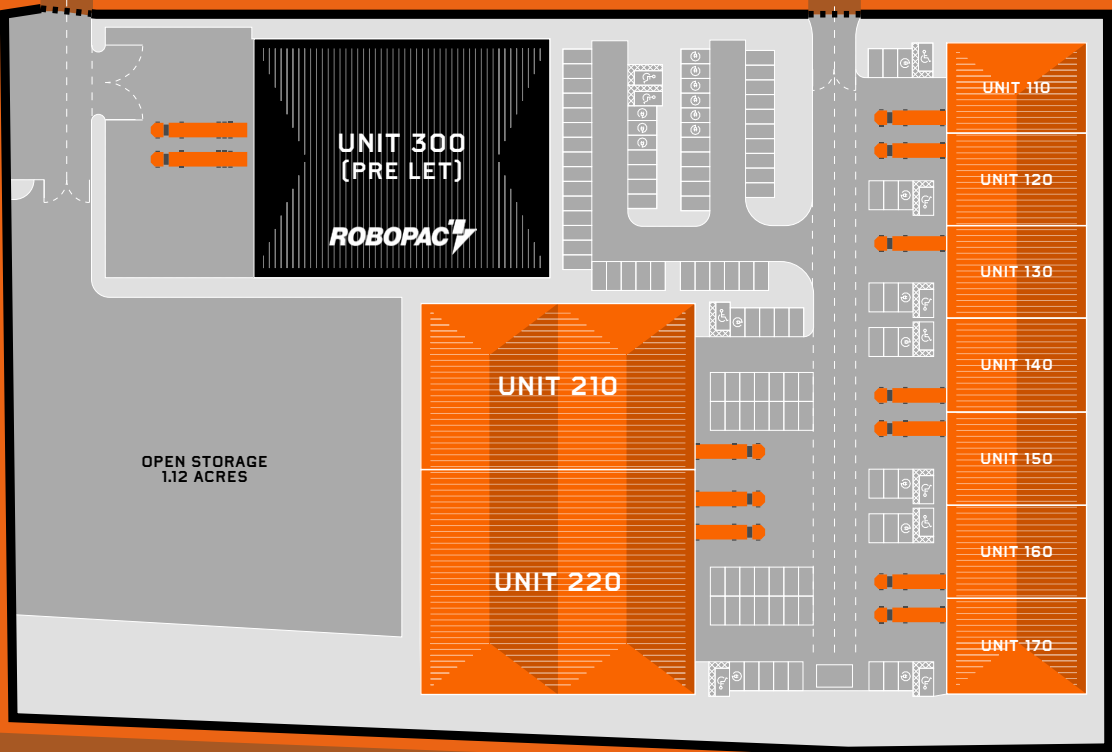 UNIT 300
(PRE LET)
ROBOPAC
UNIT 110
UNIT 120
UNIT 130
UNIT 140
UNIT 150
UNIT 160
UNIT 170
UNIT 210
UNIT 220
OPEN STORAGE
1.12 ACRES